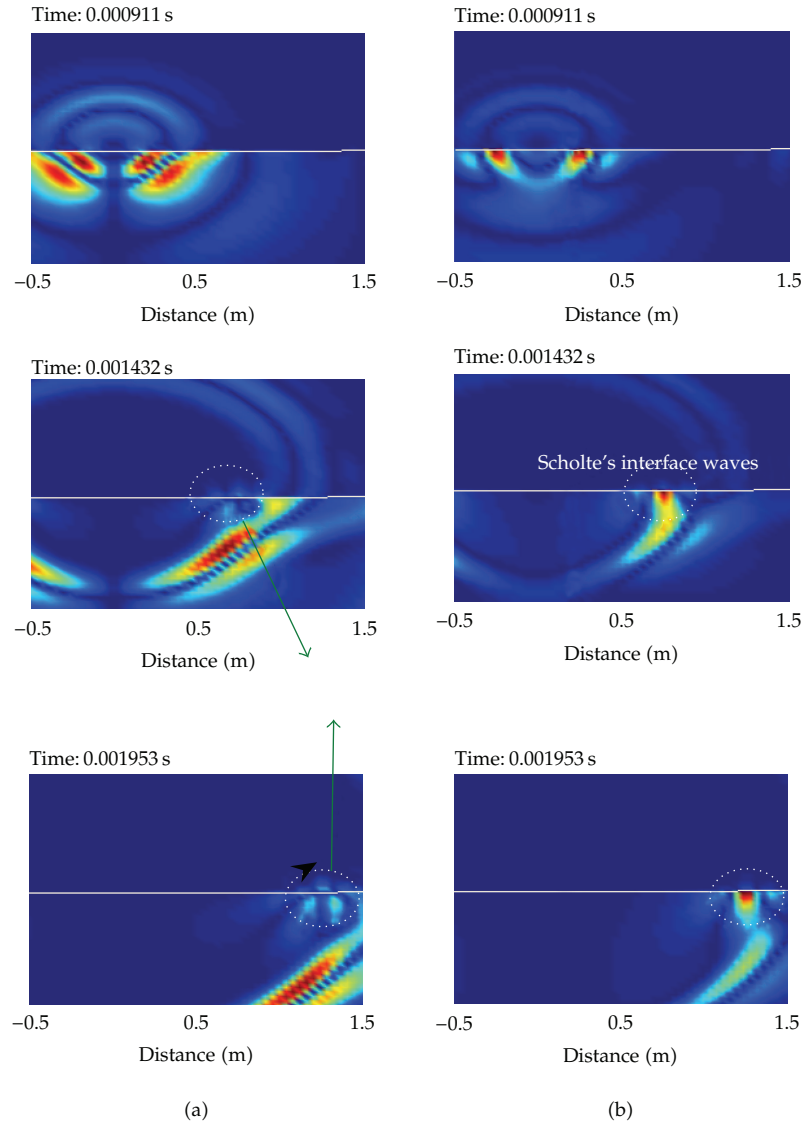 Time: 0.000911 s
Time: 0.000911 s
−0.5 0.5 1.5
Distance (m)
−0.5 0.5 1.5
Distance (m)
Time: 0.001432 s
Time: 0.001432 s
Scholte's interface waves
−0.5 0.5 1.5
Distance (m)
−0.5 0.5 1.5
Distance (m)
Time: 0.001953 s
Time: 0.001953 s
−0.5 0.5 1.5
Distance (m)
−0.5 0.5 1.5
Distance (m)
(a)
(b)